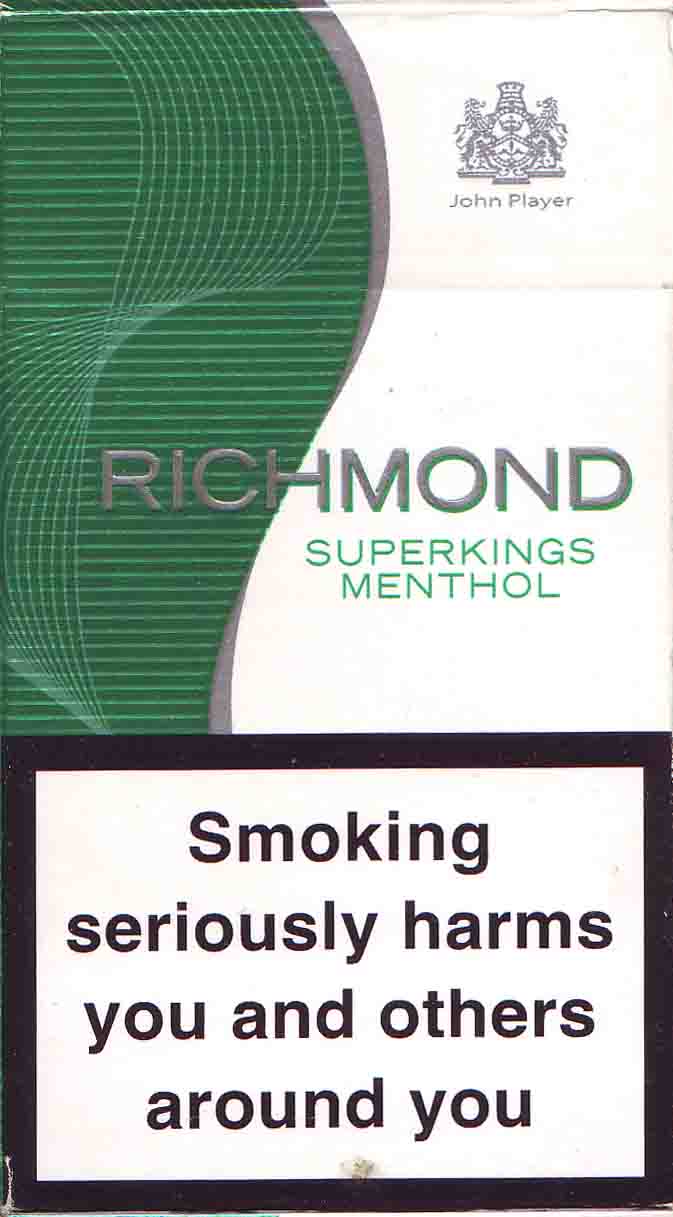 John Player
RICHMOND
SUPERKINGS
MENTHOL
Smoking
seriously harms
you and others
around you